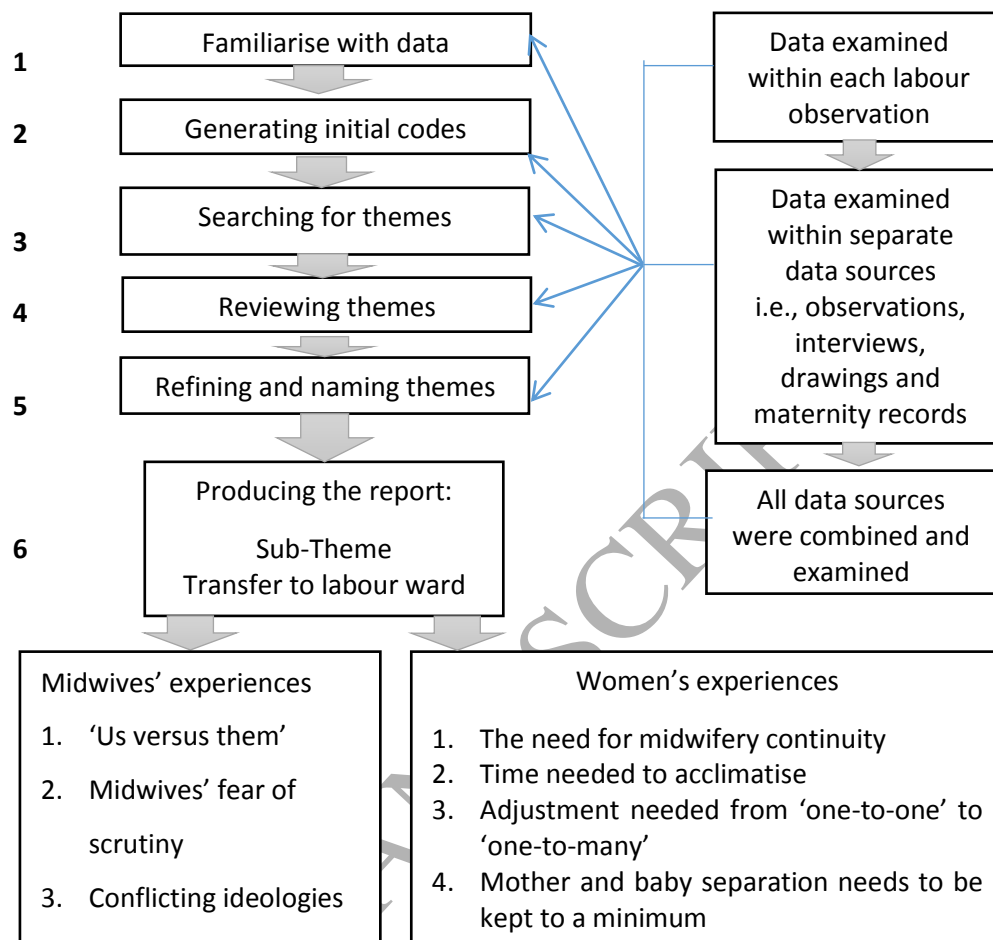 1
Familiarise with data
2
Generating initial codes
3
Searching for themes
4
Reviewing themes
5
Refining and naming themes
6
Producing the report:
Sub-Theme
Transfer to labour ward
Data examined
within each labour
observation
Data examined
within separate
data sources
i.e., observations,
interviews,
drawings and
maternity records
All data sources
were combined and
examined
Midwives’ experiences
1. ‘Us versus them’
2. Midwives’ fear of
scrutiny
3. Conflicting ideologies
Women’s experiences
1. The need for midwifery continuity
2. Time needed to acclimatise
3. Adjustment needed from ‘one-to-one’ to
‘one-to-many’
4. Mother and baby separation needs to be
kept to a minimum